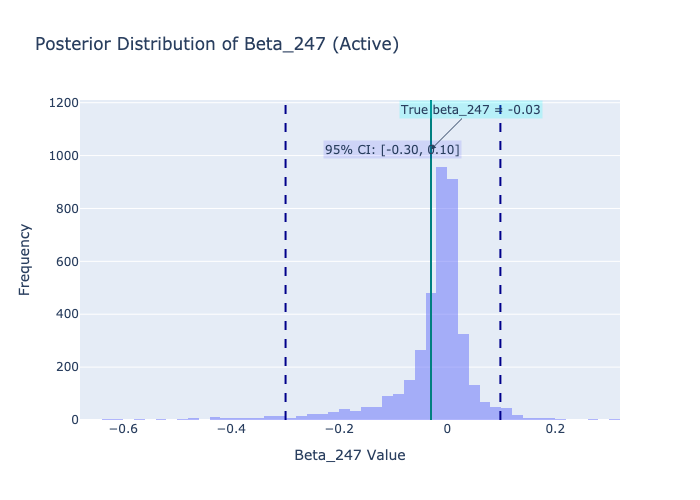 Posterior Distribution of Beta_247 (Active)
True beta_247 = -0.03
95% CI: [-0.30, 0.10]
1200
1000
800
600
400
200
0
Frequency
−0.6
−0.4
−0.2
0
0.2
Beta_247 Value